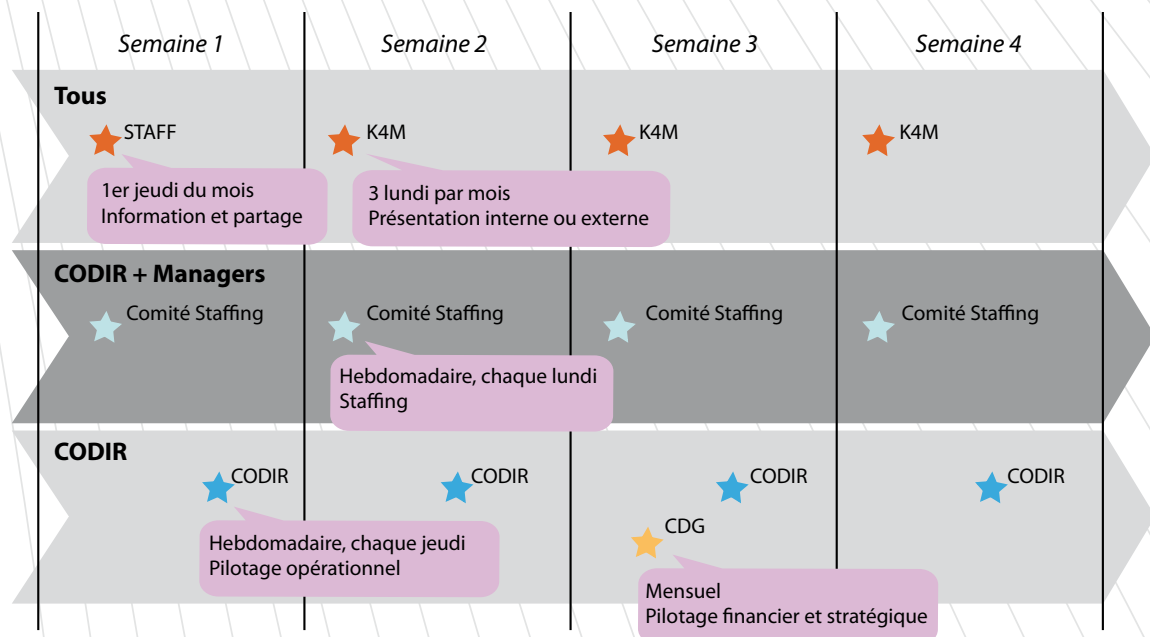 Semaine 1
Semaine 2
Semaine 3
Semaine 4
Tous
STAFF
K4M
K4M
K4M
1er jeudi du mois
Information et partage
3 lundi par mois
Présentation interne ou externe
CODIR + Managers
Comité Staffing
Comité Staffing
Comité Staffing
Comité Staffing
Hebdomadaire, chaque lundi
Staffing
CODIR
CODIR
CODIR
CODIR
CODIR
CDG
Hebdomadaire, chaque jeudi
Pilotage opérationnel
Mensuel
Pilotage financier et stratégique